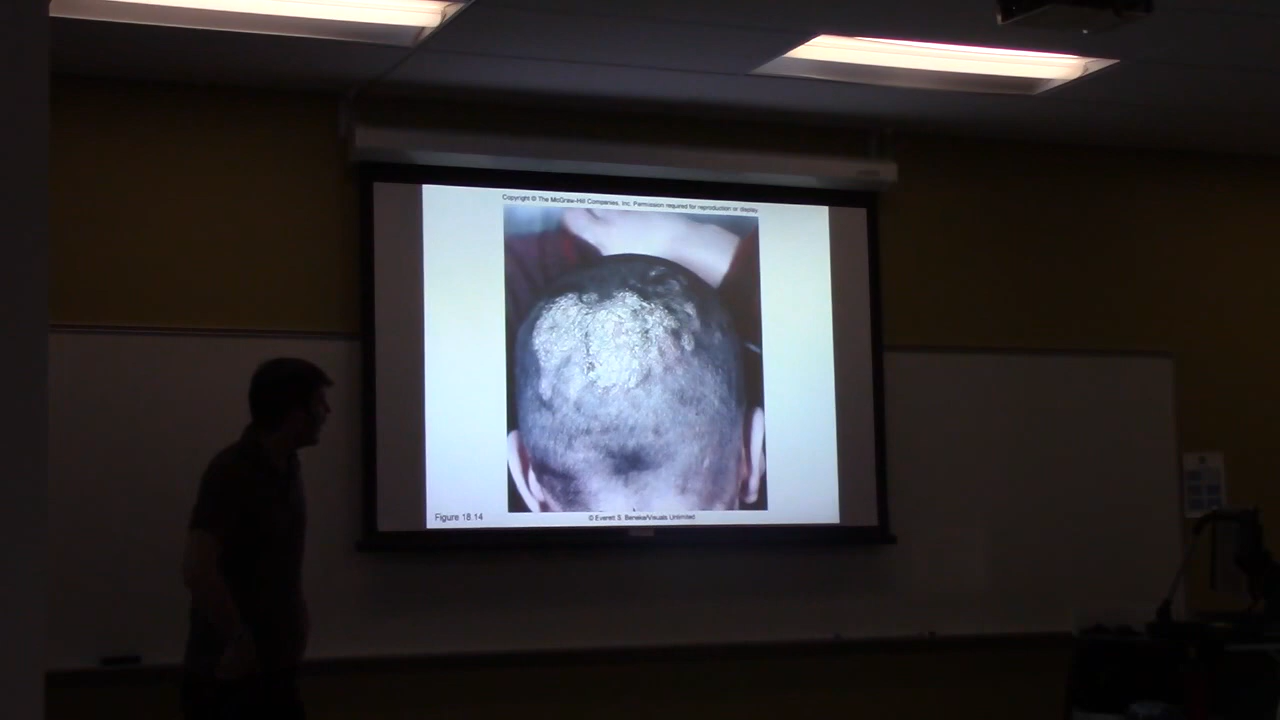 Copyright © The McGraw-Hill Companies, Inc. Permission required for reproduction or display
Figure 18.14
© Everett S. Beneke/Visuals Unlimited